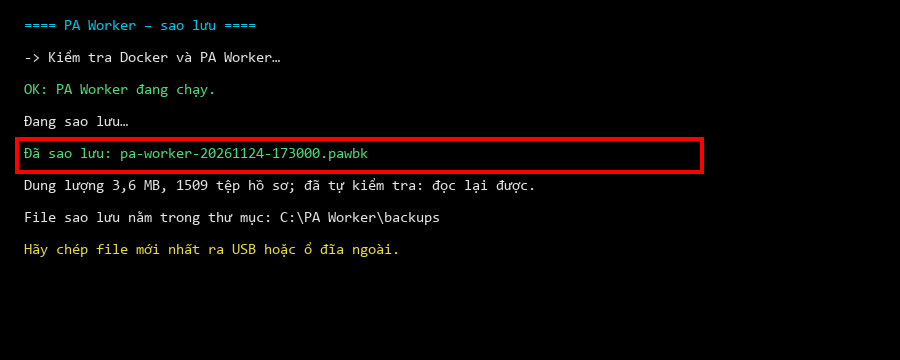 ==== PA Worker – sao lưu ====
-> Kiểm tra Docker và PA Worker…
OK: PA Worker đang chạy.
Đang sao lưu…
Đã sao lưu: pa-worker-20261124-173000.pawbk
Dung lượng 3,6 MB, 1509 tệp hồ sơ; đã tự kiểm tra: đọc lại được.
File sao lưu nằm trong thư mục: C:\PA Worker\backups
Hãy chép file mới nhất ra USB hoặc ổ đĩa ngoài.